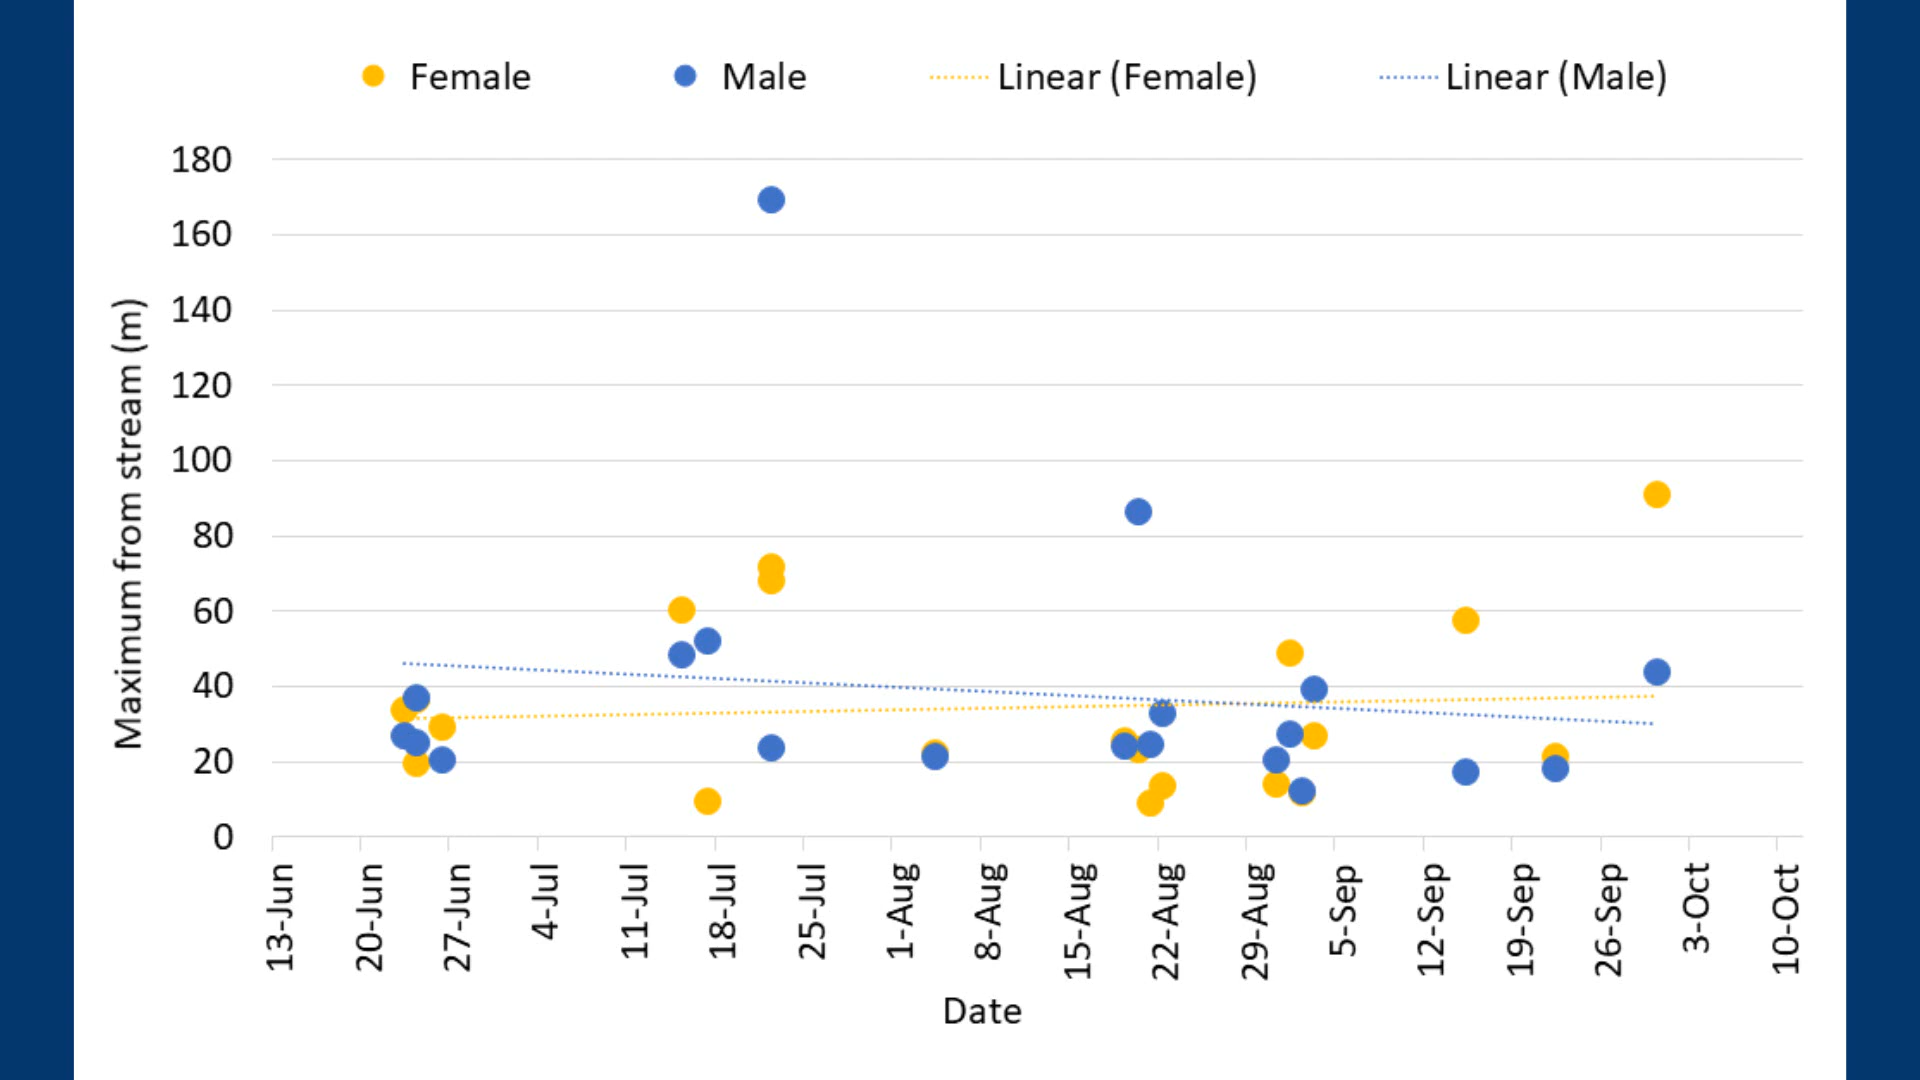 Female Male Linear (Female) Linear (Male)
180
160
140
120
100
80
60
40
20
0
Maximum from stream (m)
13-Jun 20-Jun 27-Jun 4-Jul 11-Jul 18-Jul 25-Jul 1-Aug 8-Aug 15-Aug 22-Aug 29-Aug 5-Sep 12-Sep 19-Sep 26-Sep 3-Oct 10-Oct
Date